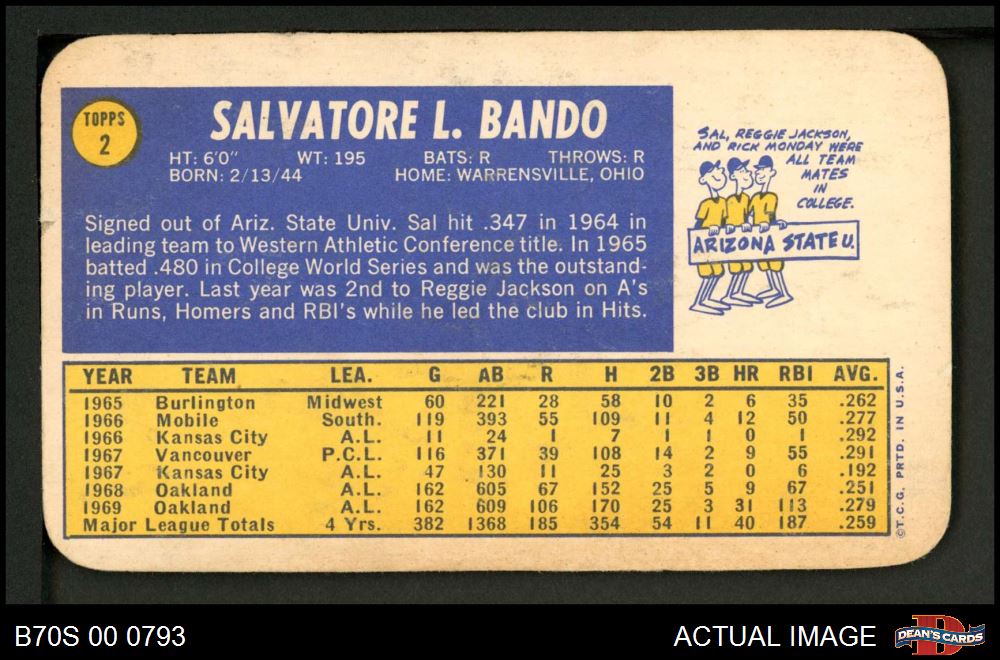 TOPPS
2
SALVATORE L. BANDO
HT: 6'0" WT: 195 BATS: R THROWS: R
BORN: 2/13/44 HOME: WARRENSVILLE, OHIO
Signed out of Ariz. State Univ. Sal hit .347 in 1964 in
leading team to Western Athletic Conference title. In 1965
batted .480 in College World Series and was the outstand-
ing player. Last year was 2nd to Reggie Jackson on A's
in Runs, Homers and RBI's while he led the club in Hits.
SAL, REGGIE JACKSON,
AND RICK MONDAY WERE
ALL TEAM
MATES
IN
COLLEGE.
ARIZONA STATE U.
YEAR TEAM LEA. G AB R H 2B 3B HR RBI AVG.
1965 Burlington Midwest 60 221 28 58 10 2 6 35 .262
1966 Mobile South. 119 393 55 109 11 4 12 50 .277
1966 Kansas City A.L. 11 24 1 7 1 1 0 1 .292
1967 Vancouver P.C.L. 116 371 39 108 14 2 9 55 .291
1967 Kansas City A.L. 47 130 11 25 3 2 0 6 .192
1968 Oakland A.L. 162 605 67 152 25 5 9 67 .251
1969 Oakland A.L. 162 609 106 170 25 3 31 113 .279
Major League Totals 4 Yrs. 382 1368 185 354 54 11 40 187 .259
©T.C.G. PRTD. IN U.S.A.
B70S 00 0793
ACTUAL IMAGE
D
DEAN'S CARDS